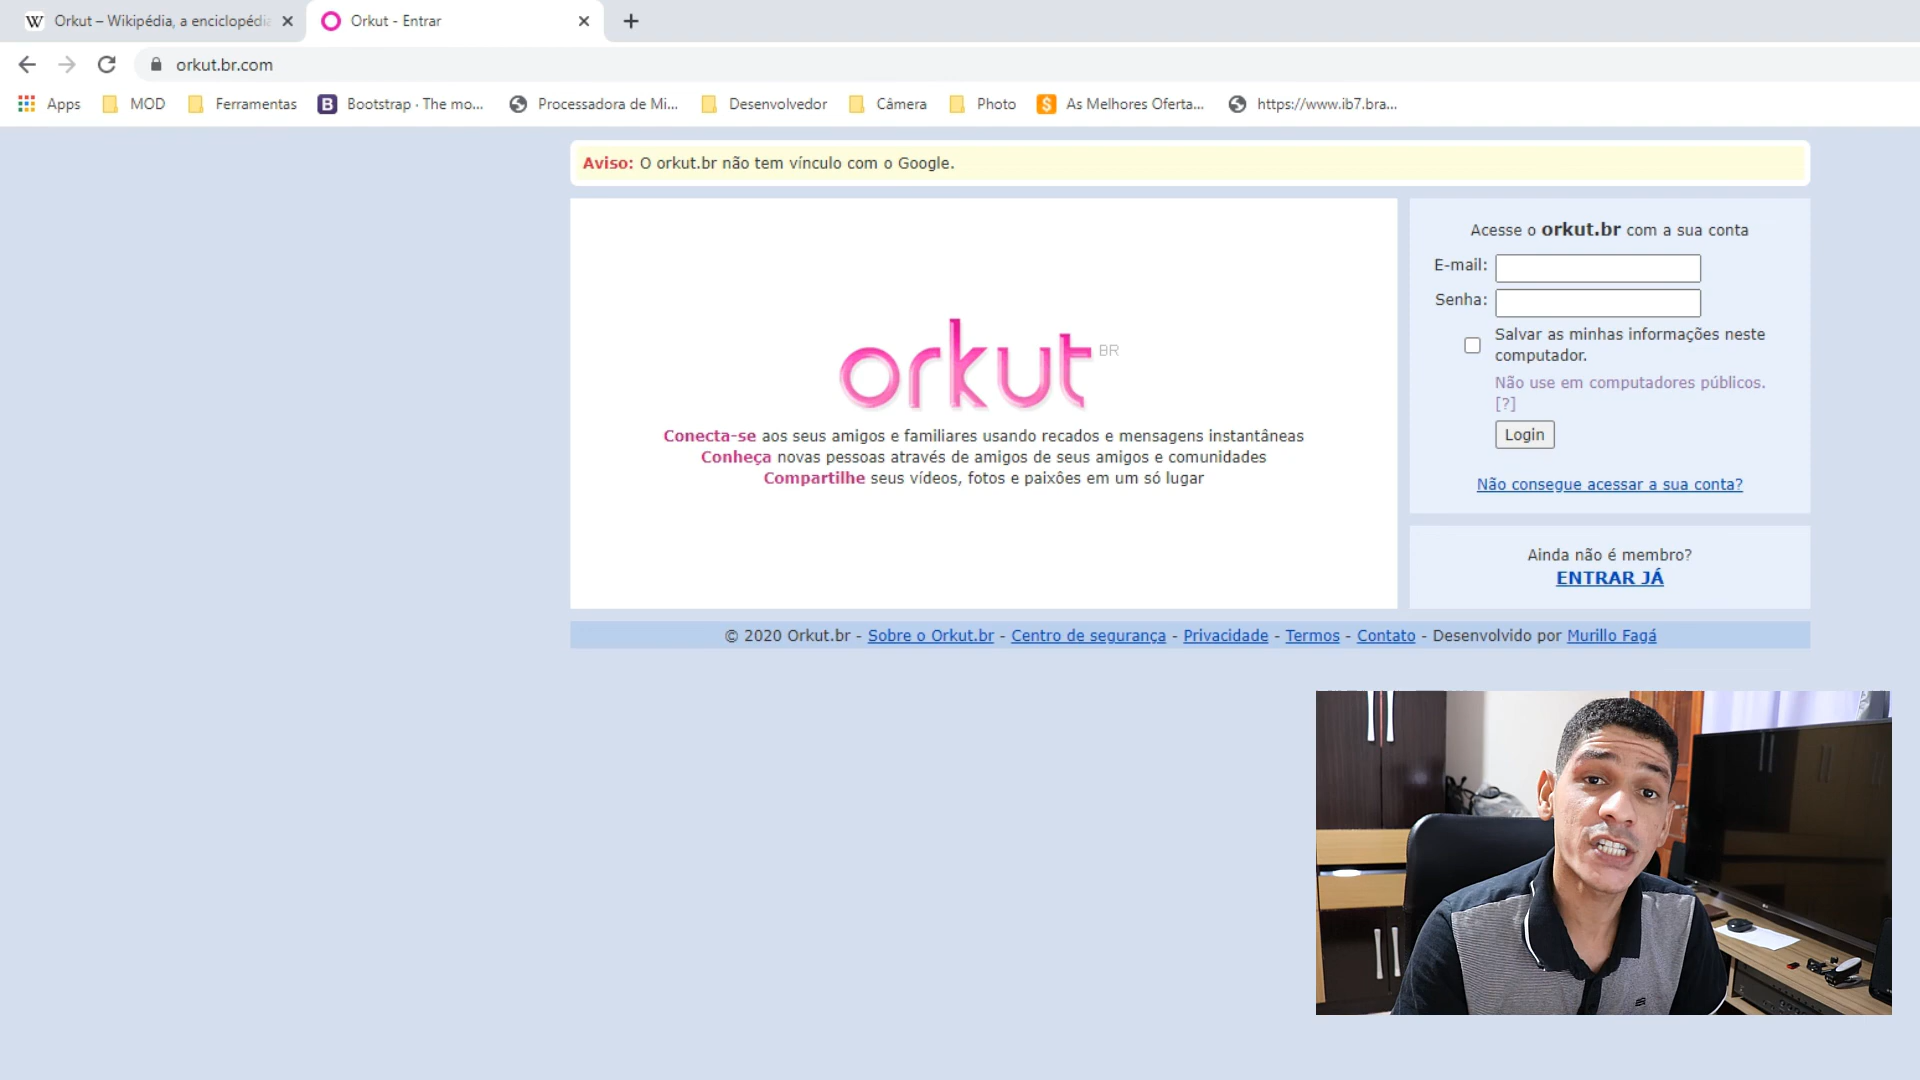 Orkut – Wikipédia, a enciclopédi
Orkut - Entrar
orkut.br.com
Apps
MOD
Ferramentas
Bootstrap · The mo...
Processadora de Mi...
Desenvolvedor
Câmera
Photo
As Melhores Oferta...
https://www.ib7.bra...
Aviso: O orkut.br não tem vínculo com o Google.
orkut BR
Conecta-se aos seus amigos e familiares usando recados e mensagens instantâneas
Conheça novas pessoas através de amigos de seus amigos e comunidades
Compartilhe seus vídeos, fotos e paixões em um só lugar
Acesse o orkut.br com a sua conta
E-mail:
Senha:
Salvar as minhas informações neste
computador.
Não use em computadores públicos.
[?]
Login
Não consegue acessar a sua conta?
Ainda não é membro?
ENTRAR JÁ
© 2020 Orkut.br - Sobre o Orkut.br - Centro de segurança - Privacidade - Termos - Contato - Desenvolvido por Murillo Fagá